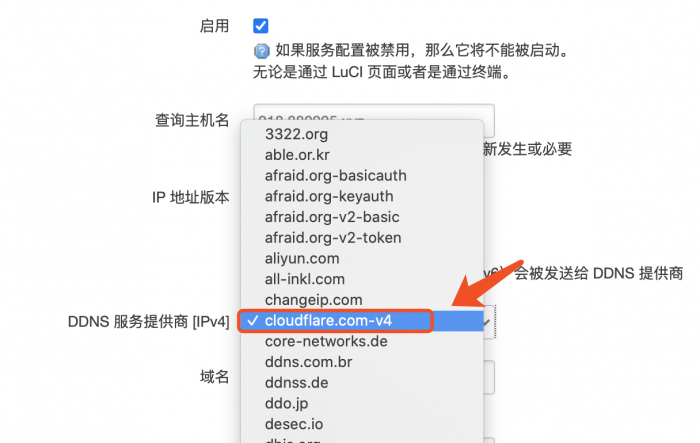 启用
如果服务配置被禁用，那么它将不能被启动。
无论是通过 LuCI 页面或者是通过终端。
查询主机名
新发生或必要
IP 地址版本
3322.org
able.or.kr
afraid.org-basicauth
afraid.org-keyauth
afraid.org-v2-basic
afraid.org-v2-token
aliyun.com
all-inkl.com
v6）会被发送给 DDNS 提供商
changeip.com
DDNS 服务提供商 [IPv4]
✓ cloudflare.com-v4
core-networks.de
ddns.com.br
域名
ddnss.de
ddo.jp
desec.io